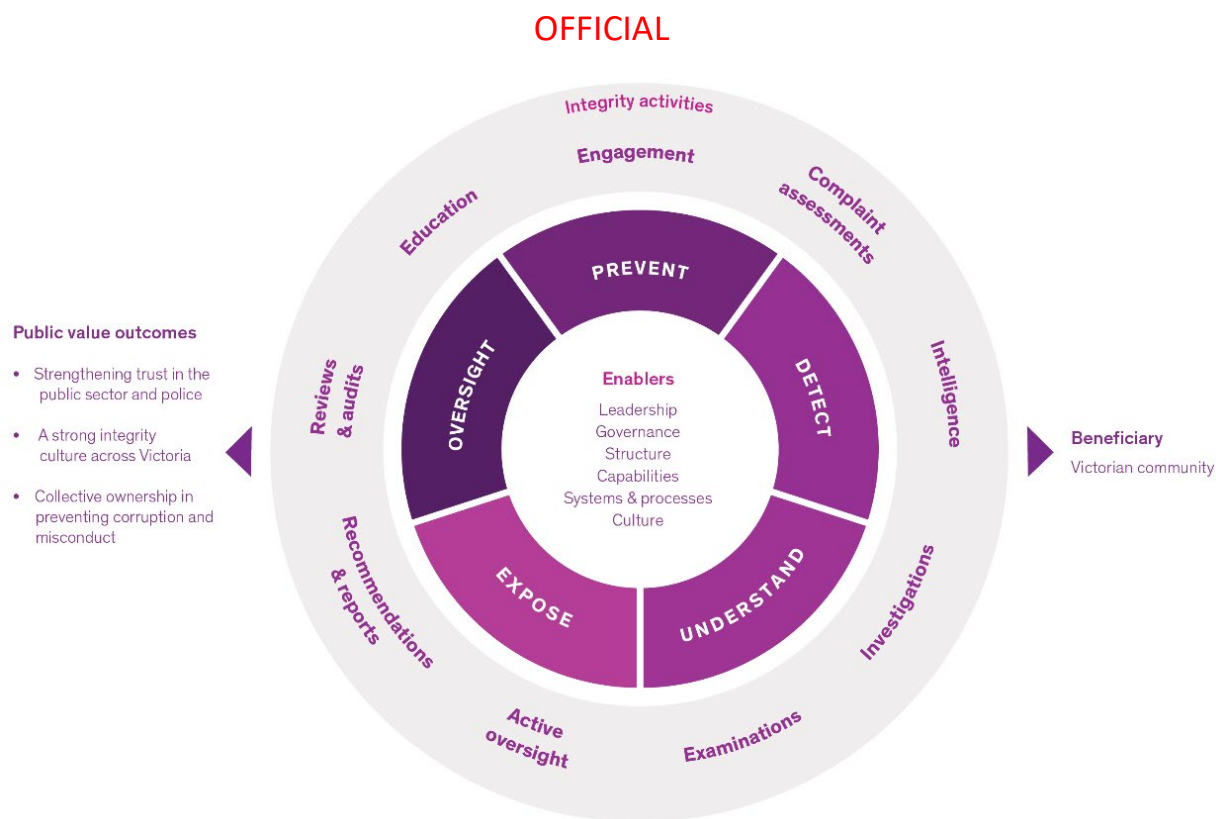 OFFICIAL
Integrity activities
Engagement
Complaint
assessments
Intelligence
Investigations
Examinations
Active
oversight
Recommendations
& reports
Reviews
& audits
Education
PREVENT
DETECT
UNDERSTAND
EXPOSE
OVERSIGHT
Enablers
Leadership
Governance
Structure
Capabilities
Systems & processes
Culture
Public value outcomes
• Strengthening trust in the
public sector and police
• A strong integrity
culture across Victoria
• Collective ownership in
preventing corruption and
misconduct
Beneficiary
Victorian community